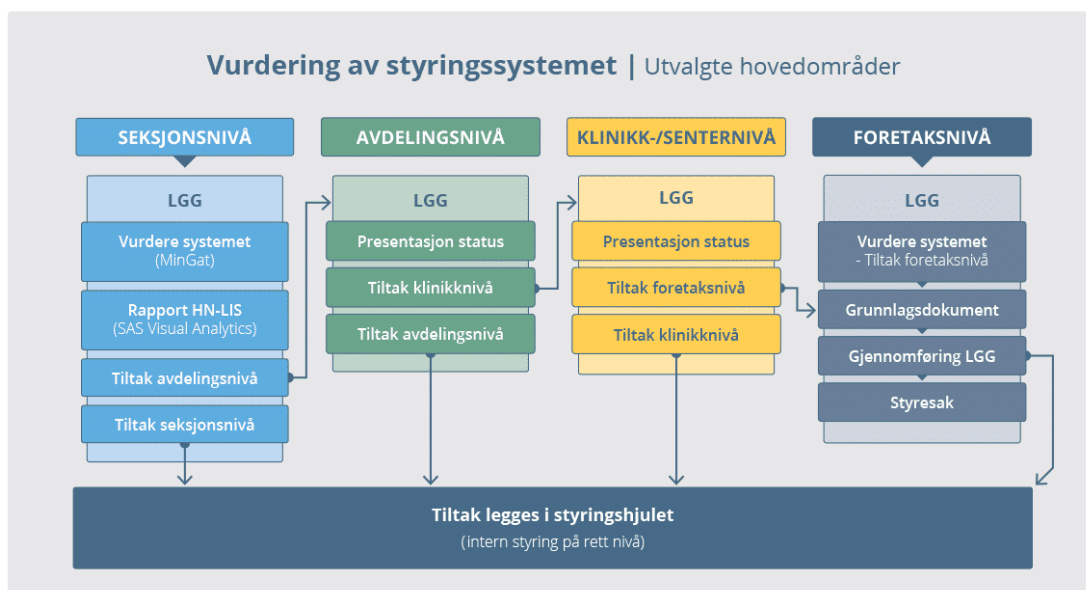 Vurdering av styringssystemet | Utvalgte hovedområder
SEKSJONSNIVÅ
LGG
Vurdere systemet
(MinGat)
Rapport HN-LIS
(SAS Visual Analytics)
Tiltak avdelingsnivå
Tiltak seksjonsnivå
AVDELINGSNIVÅ
LGG
Presentasjon status
Tiltak klinikknivå
Tiltak avdelingsnivå
KLINIKK-/SENTERNIVÅ
LGG
Presentasjon status
Tiltak foretaksnivå
Tiltak klinikknivå
FORETAKSNIVÅ
LGG
Vurdere systemet
- Tiltak foretaksnivå
Grunnlagsdokument
Gjennomføring LGG
Styresak
Tiltak legges i styringshjulet
(intern styring på rett nivå)